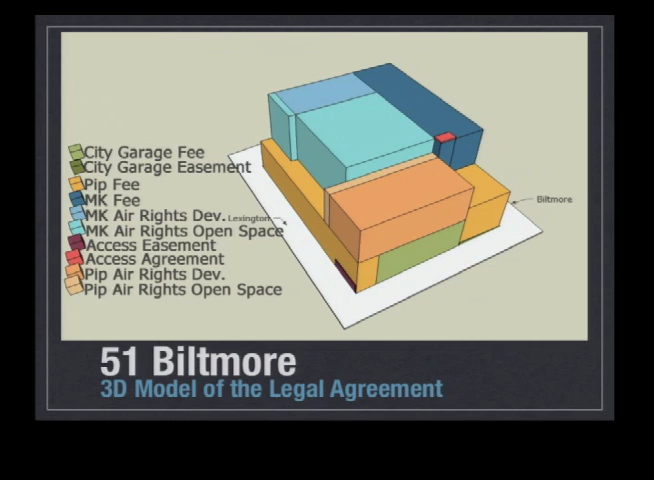 City Garage Fee
City Garage Easement
Pip Fee
MK Fee
MK Air Rights Dev.
Lexington
Biltmore
MK Air Rights Open Space
Access Easement
Access Agreement
Pip Air Rights Dev.
Pip Air Rights Open Space
51 Biltmore
3D Model of the Legal Agreement